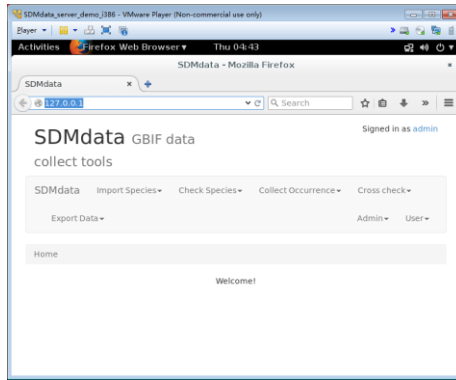 SDMdata_server_demo_i386 - VMware Player (Non-commercial use only)
Player
Activities Firefox Web Browser Thu 04:43
SDMdata - Mozilla Firefox
SDMdata
127.0.0.1 Search
SDMdata GBIF data
collect tools
Signed in as admin
SDMdata Import Species Check Species Collect Occurrence Cross check
Export Data Admin User
Home
Welcome!